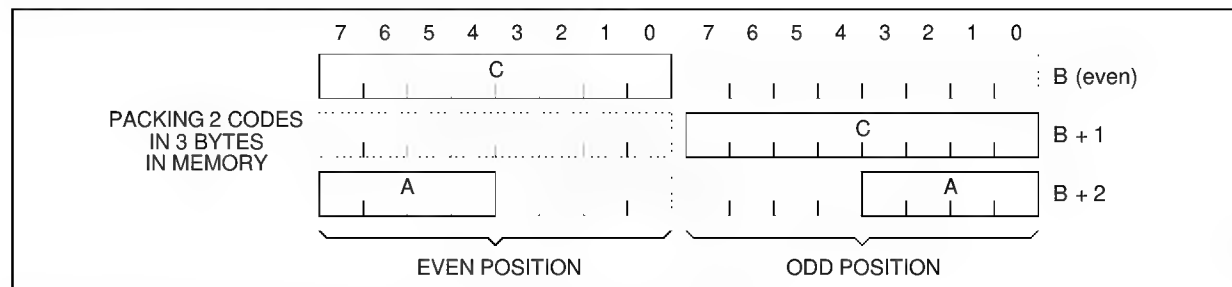 7 6 5 4 3 2 1 0 7 6 5 4 3 2 1 0
C B (even)
PACKING 2 CODES
IN 3 BYTES
IN MEMORY
C B + 1
A A B + 2
EVEN POSITION ODD POSITION